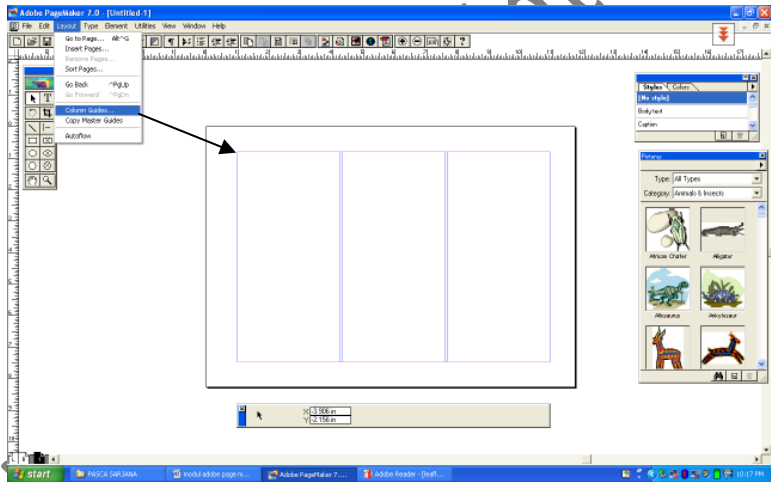 Adobe PageMaker 7.0 - [Untitled-1]
File Edit Layout Type Element Utilities View Window Help
Go to Page... Alt^G
Insert Pages...
Remove Pages...
Sort Pages...
Go Back ^PgUp
Go Forward ^PgDn
Column Guides...
Copy Master Guides
Autoflow
Styles Colors
[No style]
Body text
Caption
Pictures
Type: All Types
Category: Animals & Insects
African Chafer Alligator
Allosaurus Ankylosaur
X -3.906 in
Y -2.156 in
start PASCA SARJANA modul adobe page m... Adobe PageMaker 7.... Adobe Reader - [leafl... 10:17 PM